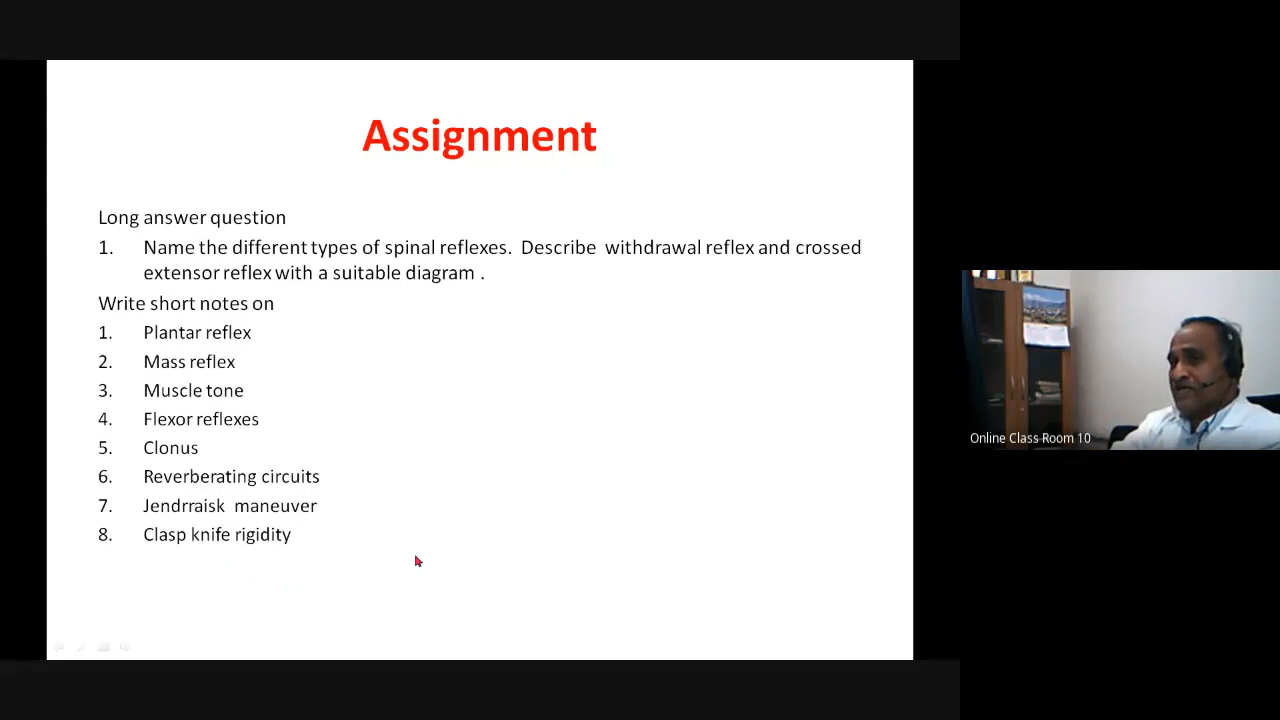 Assignment
Long answer question
1. Name the different types of spinal reflexes. Describe withdrawal reflex and crossed
extensor reflex with a suitable diagram .
Write short notes on
1. Plantar reflex
2. Mass reflex
3. Muscle tone
4. Flexor reflexes
5. Clonus
6. Reverberating circuits
7. Jendrraisk maneuver
8. Clasp knife rigidity
Online Class Room 10